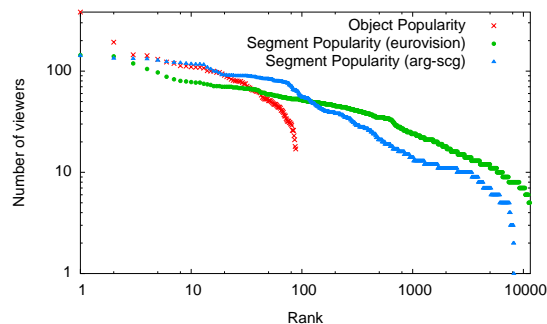 Object Popularity
Segment Popularity (eurovision)
Segment Popularity (arg-scg)
Number of viewers
100
10
1
1
10
100
1000
10000
Rank